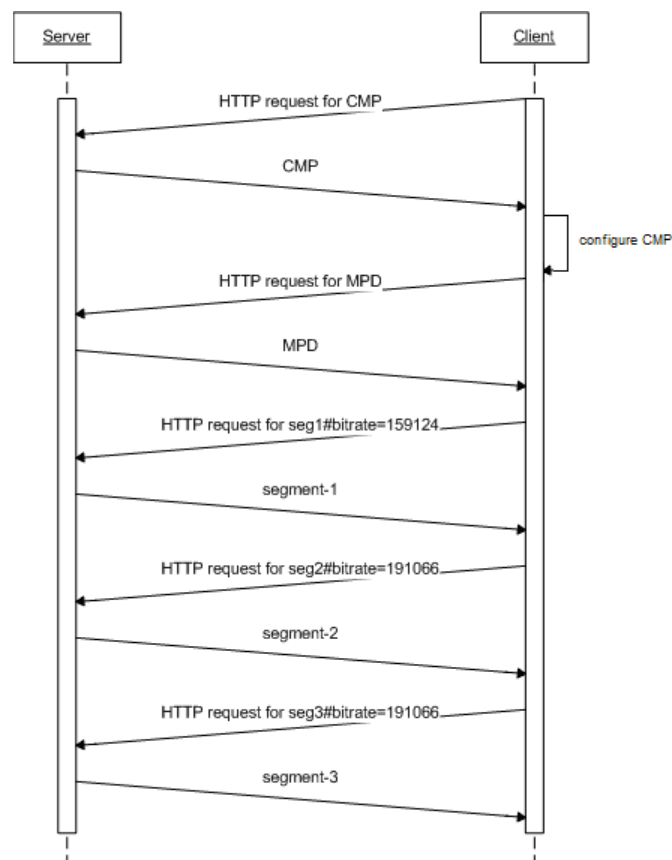 Server
Client
HTTP request for CMP
CMP
configure CMP
HTTP request for MPD
MPD
HTTP request for seg1#bitrate=159124
segment-1
HTTP request for seg2#bitrate=191066
segment-2
HTTP request for seg3#bitrate=191066
segment-3